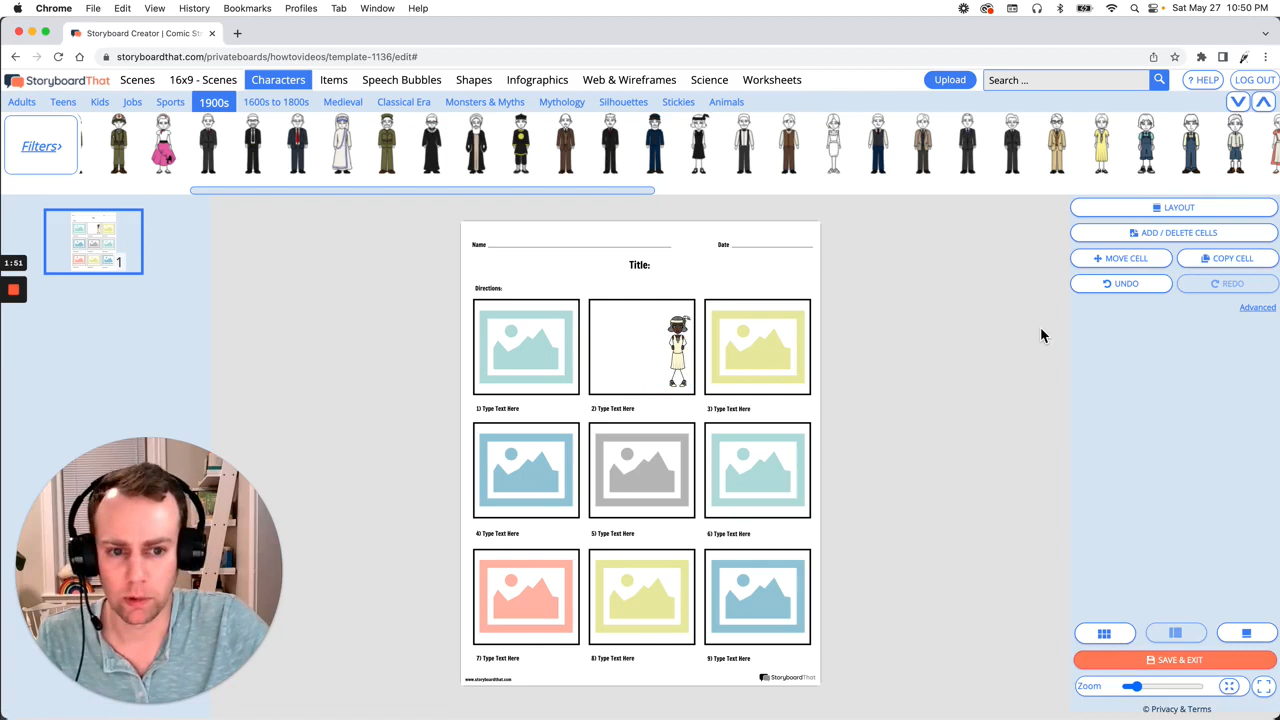 Chrome File Edit View History Bookmarks Profiles Tab Window Help Sat May 27 10:50 PM
Storyboard Creator | Comic St
storyboardthat.com/privateboards/howtovideos/template-1136/edit#
StoryboardThat Scenes 16x9 - Scenes Characters Items Speech Bubbles Shapes Infographics Web & Wireframes Science Worksheets Upload Search ... HELP LOG OUT
Adults Teens Kids Jobs Sports 1900s 1600s to 1800s Medieval Classical Era Monsters & Myths Mythology Silhouettes Stickies Animals
Filters›
LAYOUT
ADD / DELETE CELLS
MOVE CELL COPY CELL
UNDO REDO
Advanced
1
1:51
Name Date
Title:
Directions:
1) Type Text Here 2) Type Text Here 3) Type Text Here
4) Type Text Here 5) Type Text Here 6) Type Text Here
7) Type Text Here 8) Type Text Here 9) Type Text Here
www.storyboardthat.com StoryboardThat
SAVE & EXIT
Zoom
© Privacy & Terms